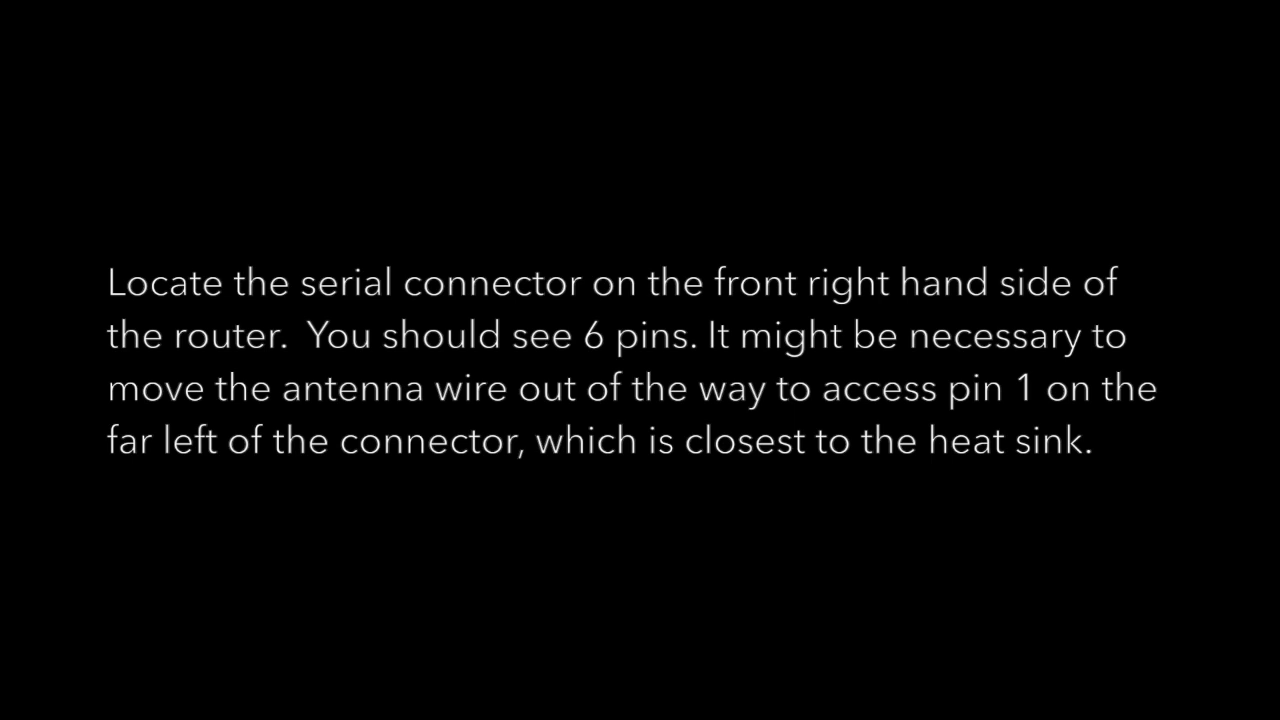 Locate the serial connector on the front right hand side of
the router.  You should see 6 pins. It might be necessary to
move the antenna wire out of the way to access pin 1 on the
far left of the connector, which is closest to the heat sink.